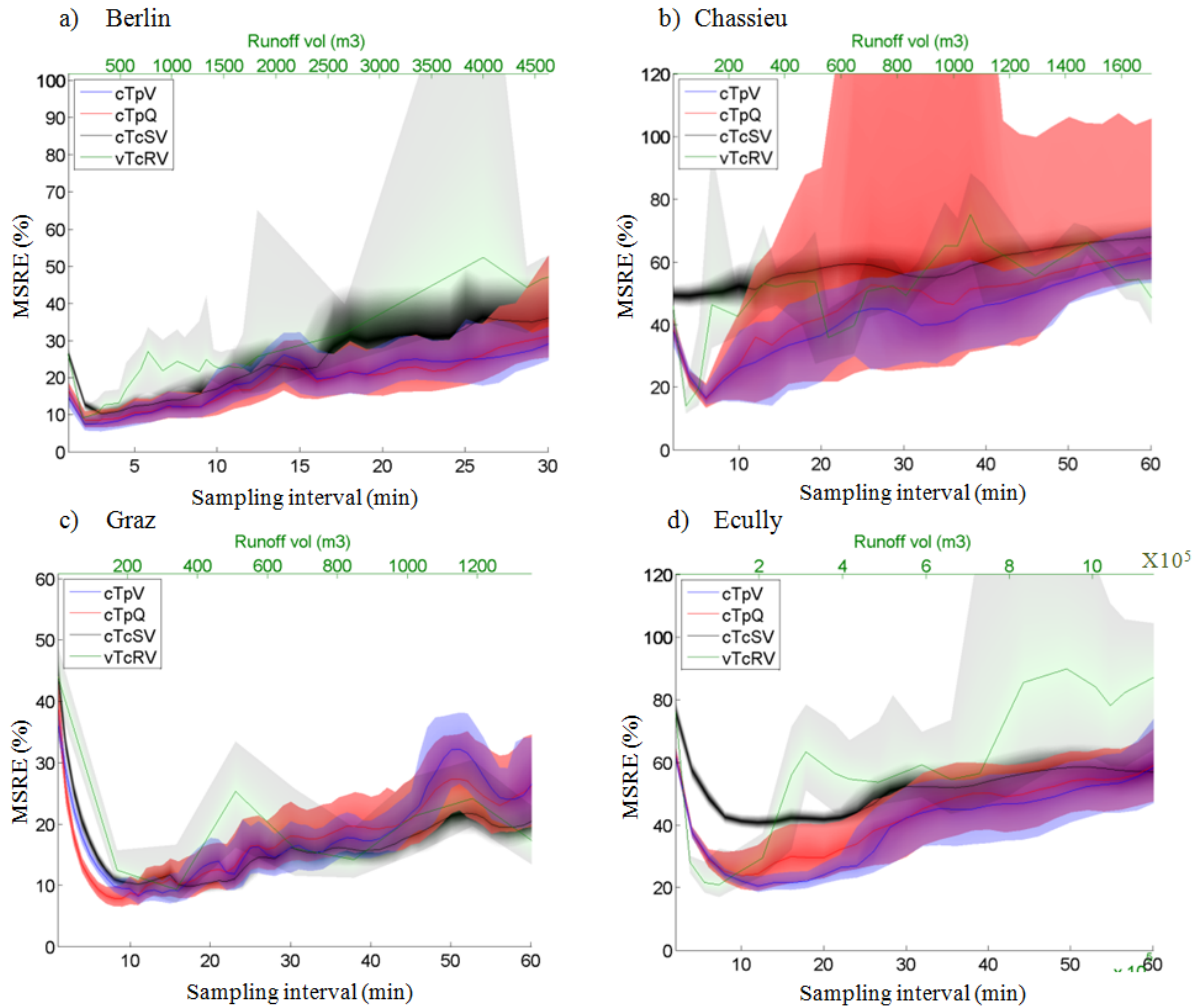 a) Berlin
Runoff vol (m3)
500 1000 1500 2000 2500 3000 3500 4000 4500
100
90
80
70
60
50
40
30
20
10
0
MSRE (%)
cTpV
cTpQ
cTcSV
vTcRV
5 10 15 20 25 30
Sampling interval (min)
b) Chassieu
Runoff vol (m3)
200 400 600 800 1000 1200 1400 1600
120
100
80
60
40
20
0
MSRE (%)
cTpV
cTpQ
cTcSV
vTcRV
10 20 30 40 50 60
Sampling interval (min)
c) Graz
Runoff vol (m3)
200 400 600 800 1000 1200
60
50
40
30
20
10
0
MSRE (%)
cTpV
cTpQ
cTcSV
vTcRV
10 20 30 40 50 60
Sampling interval (min)
d) Ecully
Runoff vol (m3)
2 4 6 8 10
X10⁵
120
100
80
60
40
20
0
MSRE (%)
cTpV
cTpQ
cTcSV
vTcRV
10 20 30 40 50 60
Sampling interval (min)